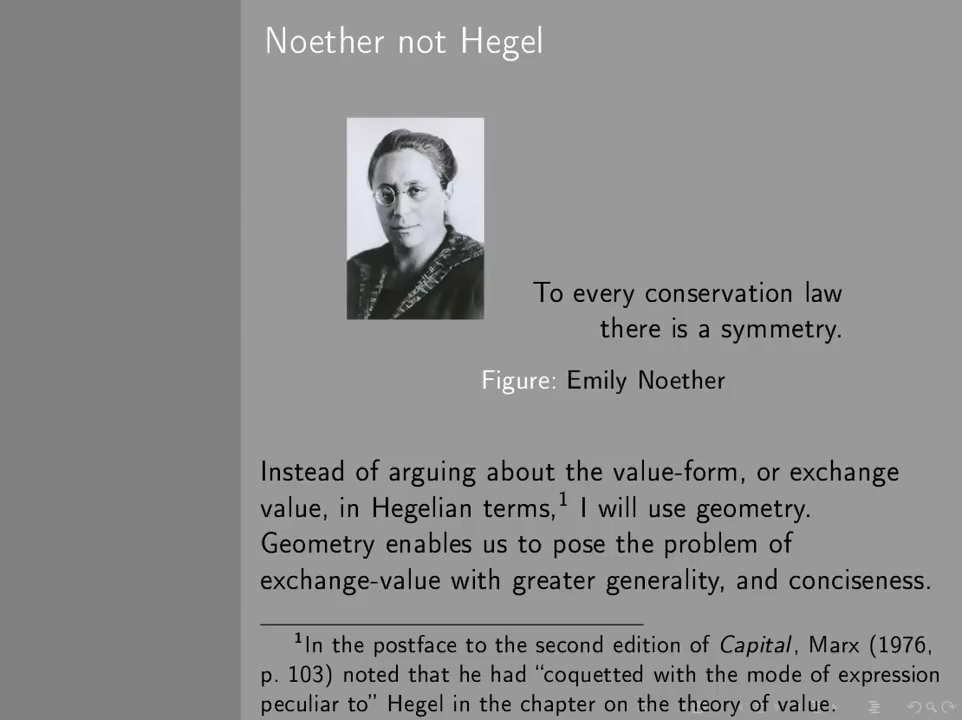 Noether not Hegel
To every conservation law
there is a symmetry.
Figure: Emily Noether
Instead of arguing about the value-form, or exchange
value, in Hegelian terms,¹ I will use geometry.
Geometry enables us to pose the problem of
exchange-value with greater generality, and conciseness.
¹In the postface to the second edition of Capital, Marx (1976,
p. 103) noted that he had “coquetted with the mode of expression
peculiar to” Hegel in the chapter on the theory of value.